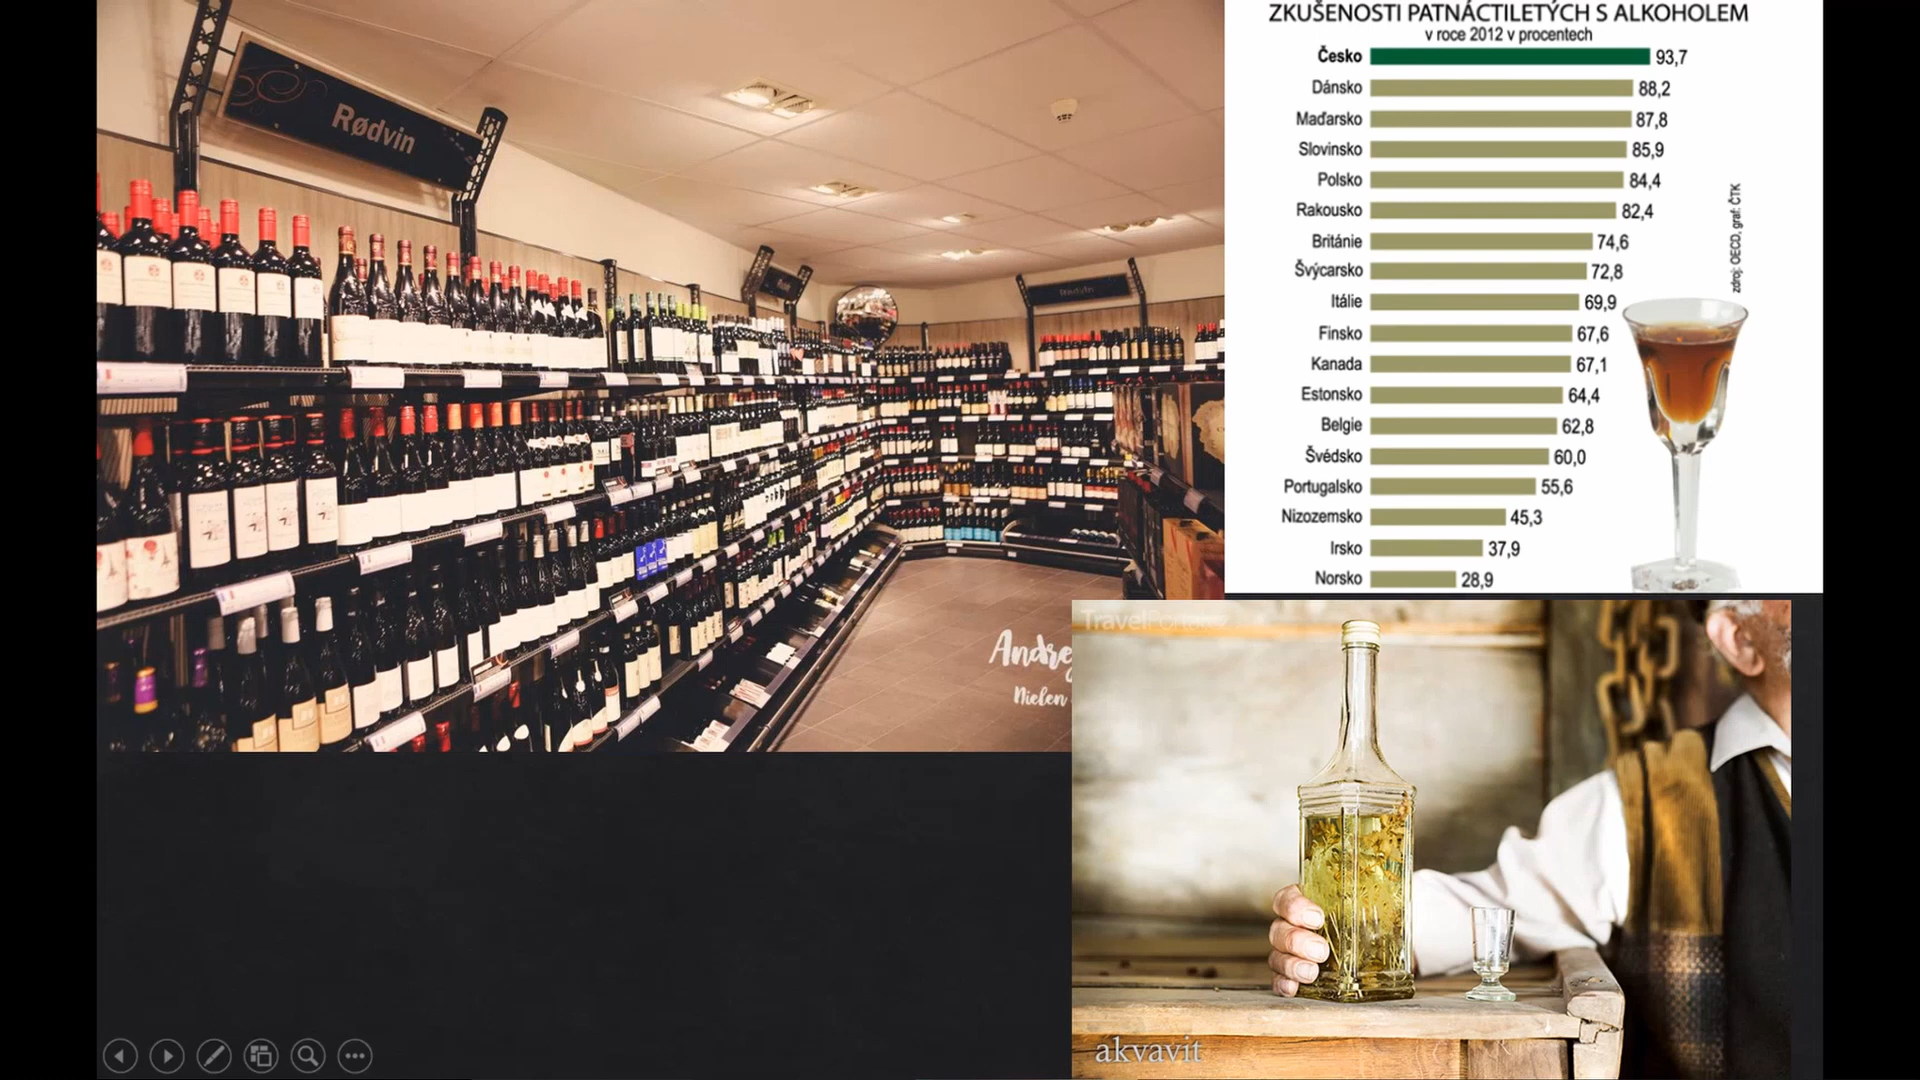 Rødvin
Rødvin
Andre
Nielen
ZKUŠENOSTI PATNÁCTILETÝCH S ALKOHOLEM
v roce 2012 v procentech
Česko 93,7
Dánsko 88,2
Maďarsko 87,8
Slovinsko 85,9
Polsko 84,4
Rakousko 82,4
Británie 74,6
Švýcarsko 72,8
Itálie 69,9
Finsko 67,6
Kanada 67,1
Estonsko 64,4
Belgie 62,8
Švédsko 60,0
Portugalsko 55,6
Nizozemsko 45,3
Irsko 37,9
Norsko 28,9
zdroj: OECD, graf: ČTK
akvavit